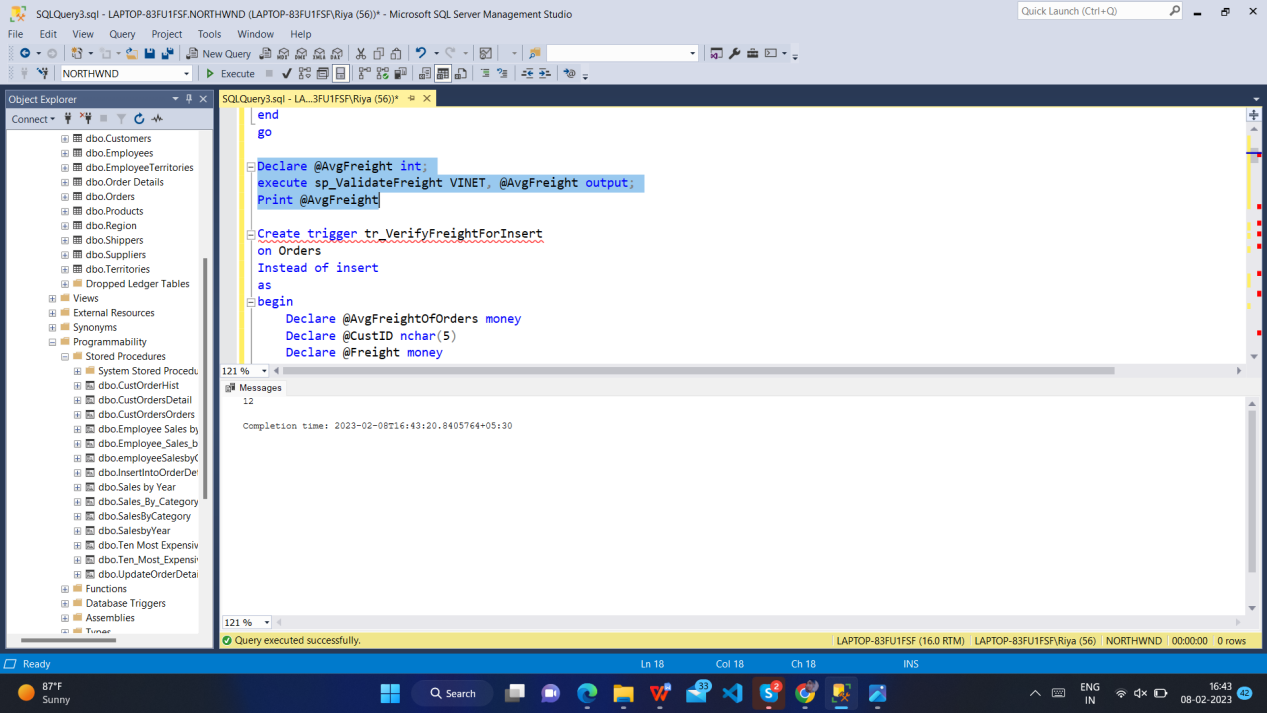 SQLQuery3.sql - LAPTOP-83FU1FSF.NORTHWND (LAPTOP-83FU1FSF\Riya (56))* - Microsoft SQL Server Management Studio
Quick Launch (Ctrl+Q)
File Edit View Query Project Tools Window Help
New Query
NORTHWND
Execute
Object Explorer
Connect
dbo.Customers
dbo.Employees
dbo.EmployeeTerritories
dbo.Order Details
dbo.Orders
dbo.Products
dbo.Region
dbo.Shippers
dbo.Suppliers
dbo.Territories
Dropped Ledger Tables
Views
External Resources
Synonyms
Programmability
Stored Procedures
System Stored Procedu
dbo.CustOrderHist
dbo.CustOrdersDetail
dbo.CustOrdersOrders
dbo.Employee Sales by
dbo.Employee_Sales_b
dbo.employeeSalesbyC
dbo.InsertIntoOrderDet
dbo.Sales by Year
dbo.Sales_By_Category
dbo.SalesByCategory
dbo.SalesbyYear
dbo.Ten Most Expensiv
dbo.Ten_Most_Expensi
dbo.UpdateOrderDetai
Functions
Database Triggers
Assemblies
Types
SQLQuery3.sql - LA...3FU1FSF\Riya (56))*
end
go
Declare @AvgFreight int;
execute sp_ValidateFreight VINET, @AvgFreight output;
Print @AvgFreight
Create trigger tr_VerifyFreightForInsert
on Orders
Instead of insert
as
begin
Declare @AvgFreightOfOrders money
Declare @CustID nchar(5)
Declare @Freight money
121 %
Messages
12
Completion time: 2023-02-08T16:43:20.8405764+05:30
121 %
Query executed successfully.
LAPTOP-83FU1FSF (16.0 RTM) LAPTOP-83FU1FSF\Riya (56) NORTHWND 00:00:00 0 rows
Ready
Ln 18 Col 18 Ch 18 INS
87°F
Sunny
Search
33
2
ENG
IN
16:43
08-02-2023
42